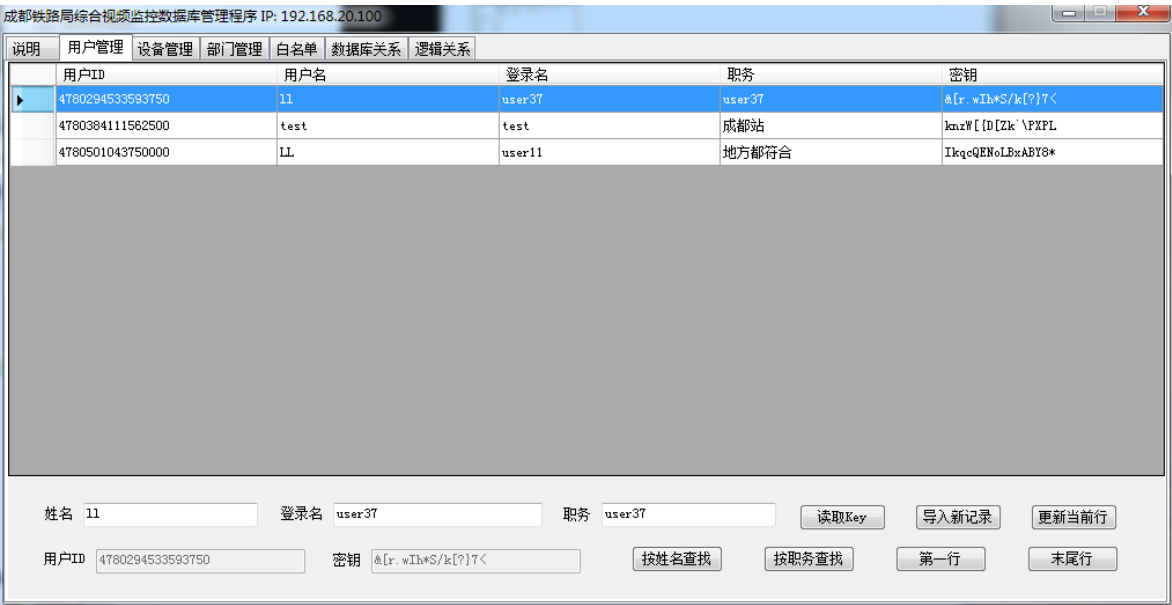 成都铁路局综合视频监控数据库管理程序 IP: 192.168.20.100
说明 用户管理 设备管理 部门管理 白名单 数据库关系 逻辑关系
用户ID 用户名 登录名 职务 密钥
4780294533593750 ll user37 user37 &[r.wIh*S/k[?}7<
4780384111562500 test test 成都站 knzW[{D[Zk`\PXPL
4780501043750000 LL user11 地方都符合 IkqcQENoLBxABY8*
姓名 ll 登录名 user37 职务 user37 读取Key 导入新记录 更新当前行
用户ID 4780294533593750 密钥 &[r.wIh*S/k[?}7< 按姓名查找 按职务查找 第一行 末尾行